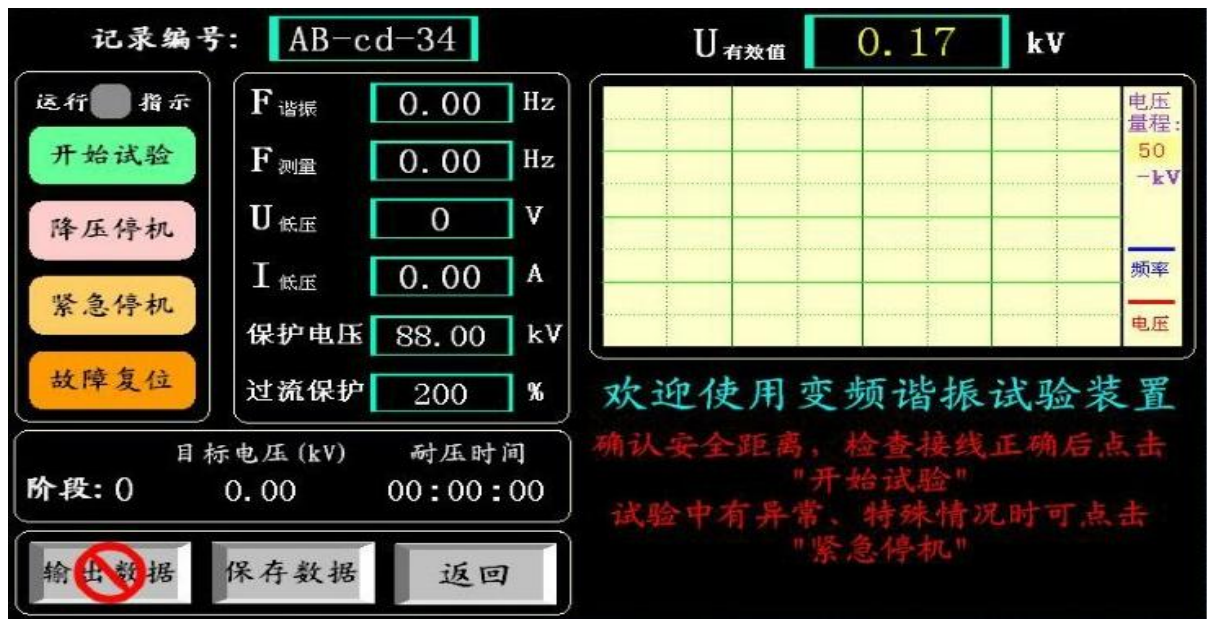 记录编号: AB-cd-34
U有效值 0.17 kV
运行 指示
开始试验
降压停机
紧急停机
故障复位
F谐振 0.00 Hz
F测量 0.00 Hz
U低压 0 V
I低压 0.00 A
保护电压 88.00 kV
过流保护 200 %
电压
量程:
50
-kV
频率
电压
目标电压(kV) 耐压时间
阶段: 0 0.00 00:00:00
输出数据 保存数据 返回
欢迎使用变频谐振试验装置
确认安全距离，检查接线正确后点击
"开始试验"
试验中有异常、特殊情况时可点击
"紧急停机"